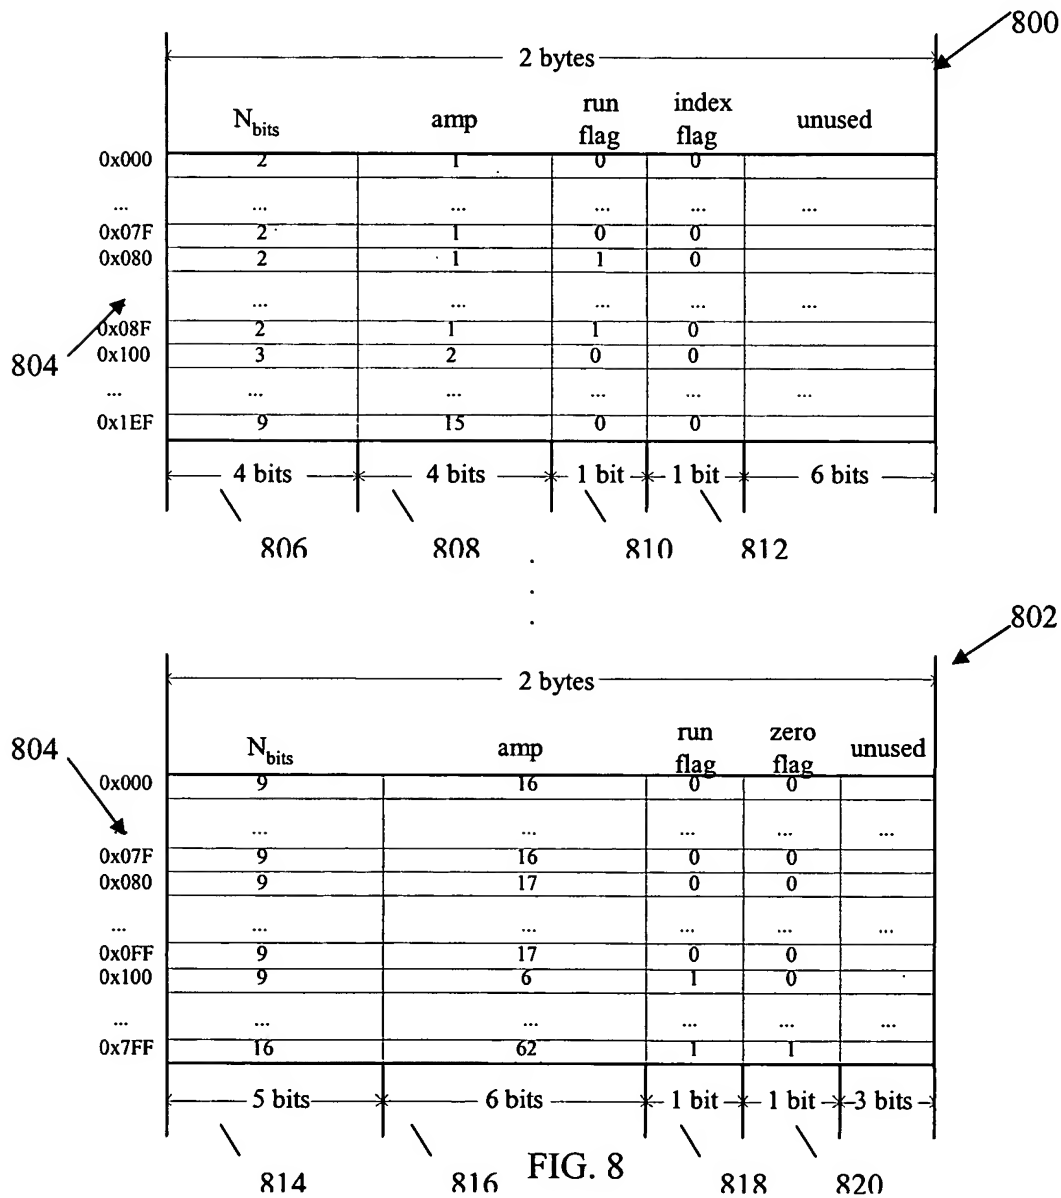 800
2 bytes
N bits amp run flag index flag unused
0x000 2 1 0 0
... ... ... ... ... ...
0x07F 2 1 0 0
0x080 2 1 1 0
... ... ... ... ...
0x08F 2 1 1 0
804
0x100 3 2 0 0
... ... ... ... ... ...
0x1EF 9 15 0 0
4 bits 4 bits 1 bit 1 bit 6 bits
806 808 810 812
802
2 bytes
804
N bits amp run flag zero flag unused
0x000 9 16 0 0
... ... ... ... ... ...
0x07F 9 16 0 0
0x080 9 17 0 0
... ... ... ... ... ...
0x0FF 9 17 0 0
0x100 9 6 1 0
... ... ... ... ... ...
0x7FF 16 62 1 1
5 bits 6 bits 1 bit 1 bit 3 bits
814 816 818 820
FIG. 8